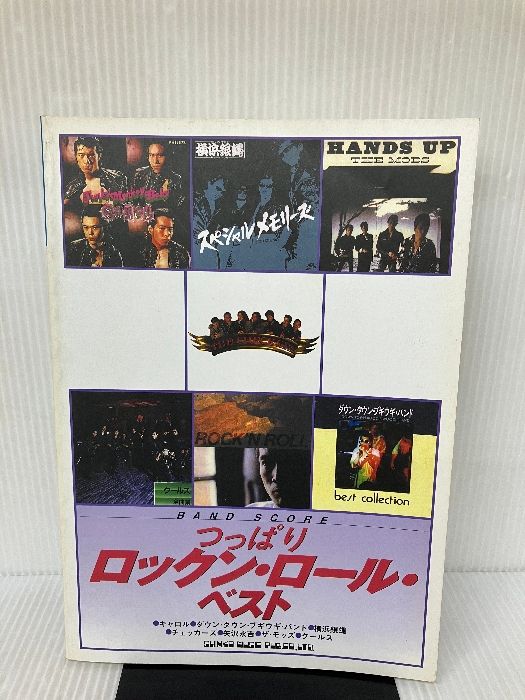 横浜銀蝿
スペシャルメモリーズ
HANDS UP
THE MODS
クールス
ROCK'N ROLL
ダウン・タウン・ブギウギ・バンド
best collection
BAND SCORE
つっぱり
ロックン・ロール・
ベスト
●キャロル●ダウン・タウン・ブギウギ・バンド●横浜銀蝿
●チェッカーズ●矢沢永吉●ザ・モッズ●クールス